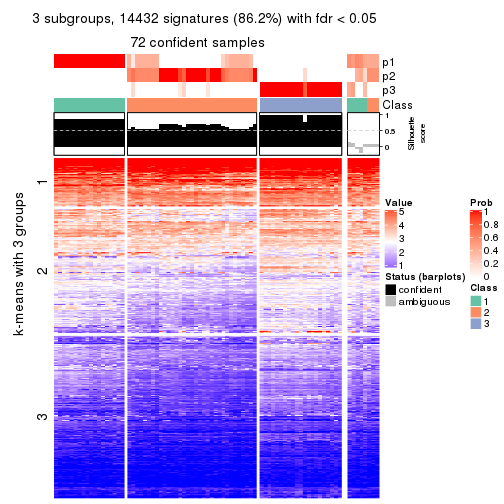 3 subgroups, 14432 signatures (86.2%) with fdr < 0.05
72 confident samples
p1
p2
p3
Class
1
0.5
0
Silhouette
score
k-means with 3 groups
1
2
3
Value
5
4
3
2
1
Status (barplots)
confident
ambiguous
Prob
1
0.8
0.6
0.4
0.2
0
Class
1
2
3